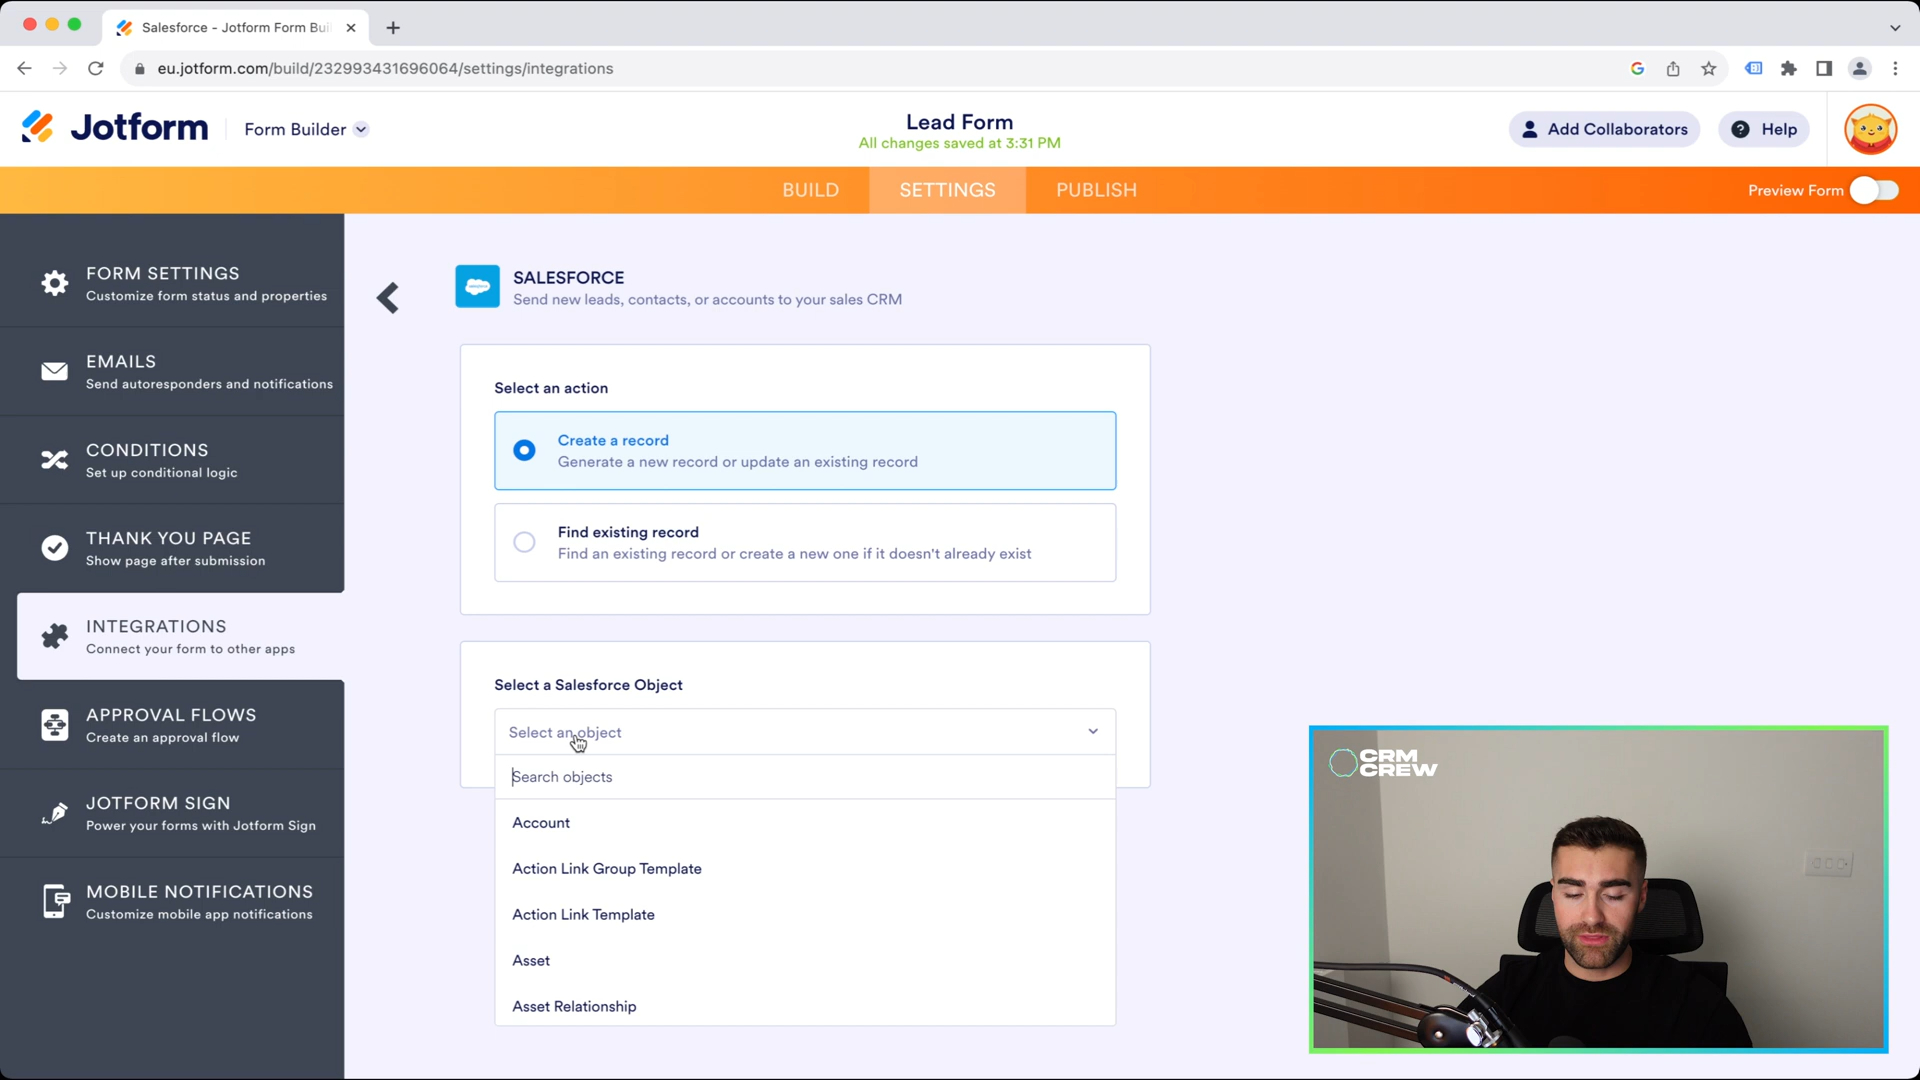 Salesforce - Jotform Form Buil
eu.jotform.com/build/232993431696064/settings/integrations
Jotform
Form Builder
Lead Form
All changes saved at 3:31 PM
Add Collaborators
Help
BUILD
SETTINGS
PUBLISH
Preview Form
FORM SETTINGS
Customize form status and properties
EMAILS
Send autoresponders and notifications
CONDITIONS
Set up conditional logic
THANK YOU PAGE
Show page after submission
INTEGRATIONS
Connect your form to other apps
APPROVAL FLOWS
Create an approval flow
JOTFORM SIGN
Power your forms with Jotform Sign
MOBILE NOTIFICATIONS
Customize mobile app notifications
SALESFORCE
Send new leads, contacts, or accounts to your sales CRM
Select an action
Create a record
Generate a new record or update an existing record
Find existing record
Find an existing record or create a new one if it doesn't already exist
Select a Salesforce Object
Select an object
Search objects
Account
Action Link Group Template
Action Link Template
Asset
Asset Relationship
CRM
CREW